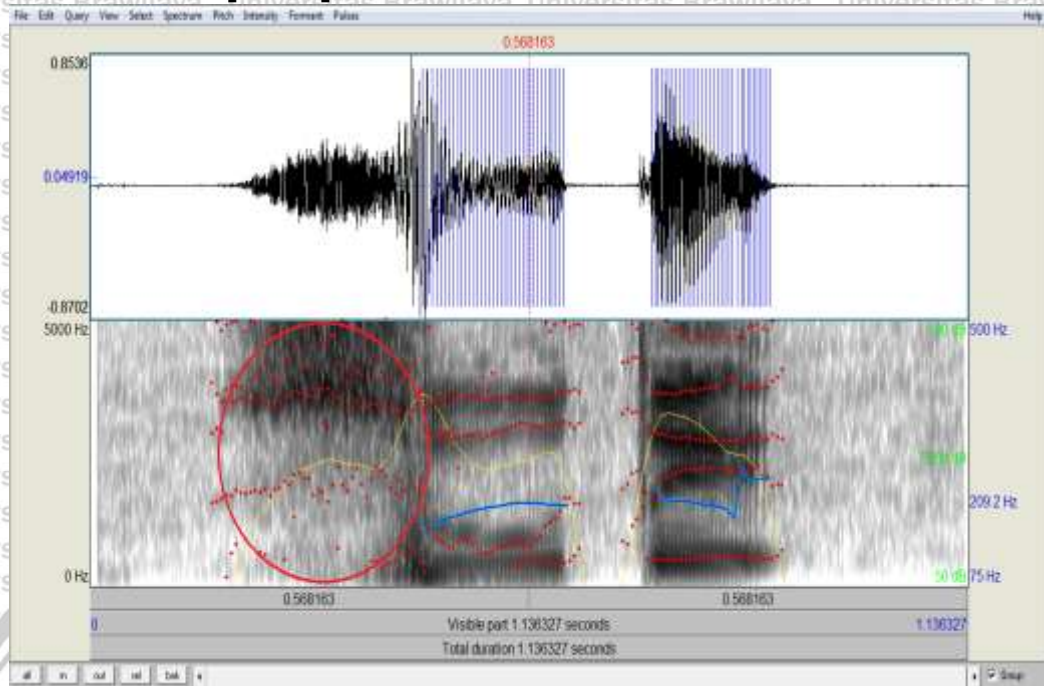 File Edit Query View Select Spectrum Pitch Intensity Formant Pulses Help
0.568163
0.8536
0.04919
-0.8702
5000 Hz 500 Hz
209.2 Hz
0 Hz 50 dB 75 Hz
0.568163 0.568163
0 Visible part 1.136327 seconds 1.136327
Total duration 1.136327 seconds
all in out sel bak Group